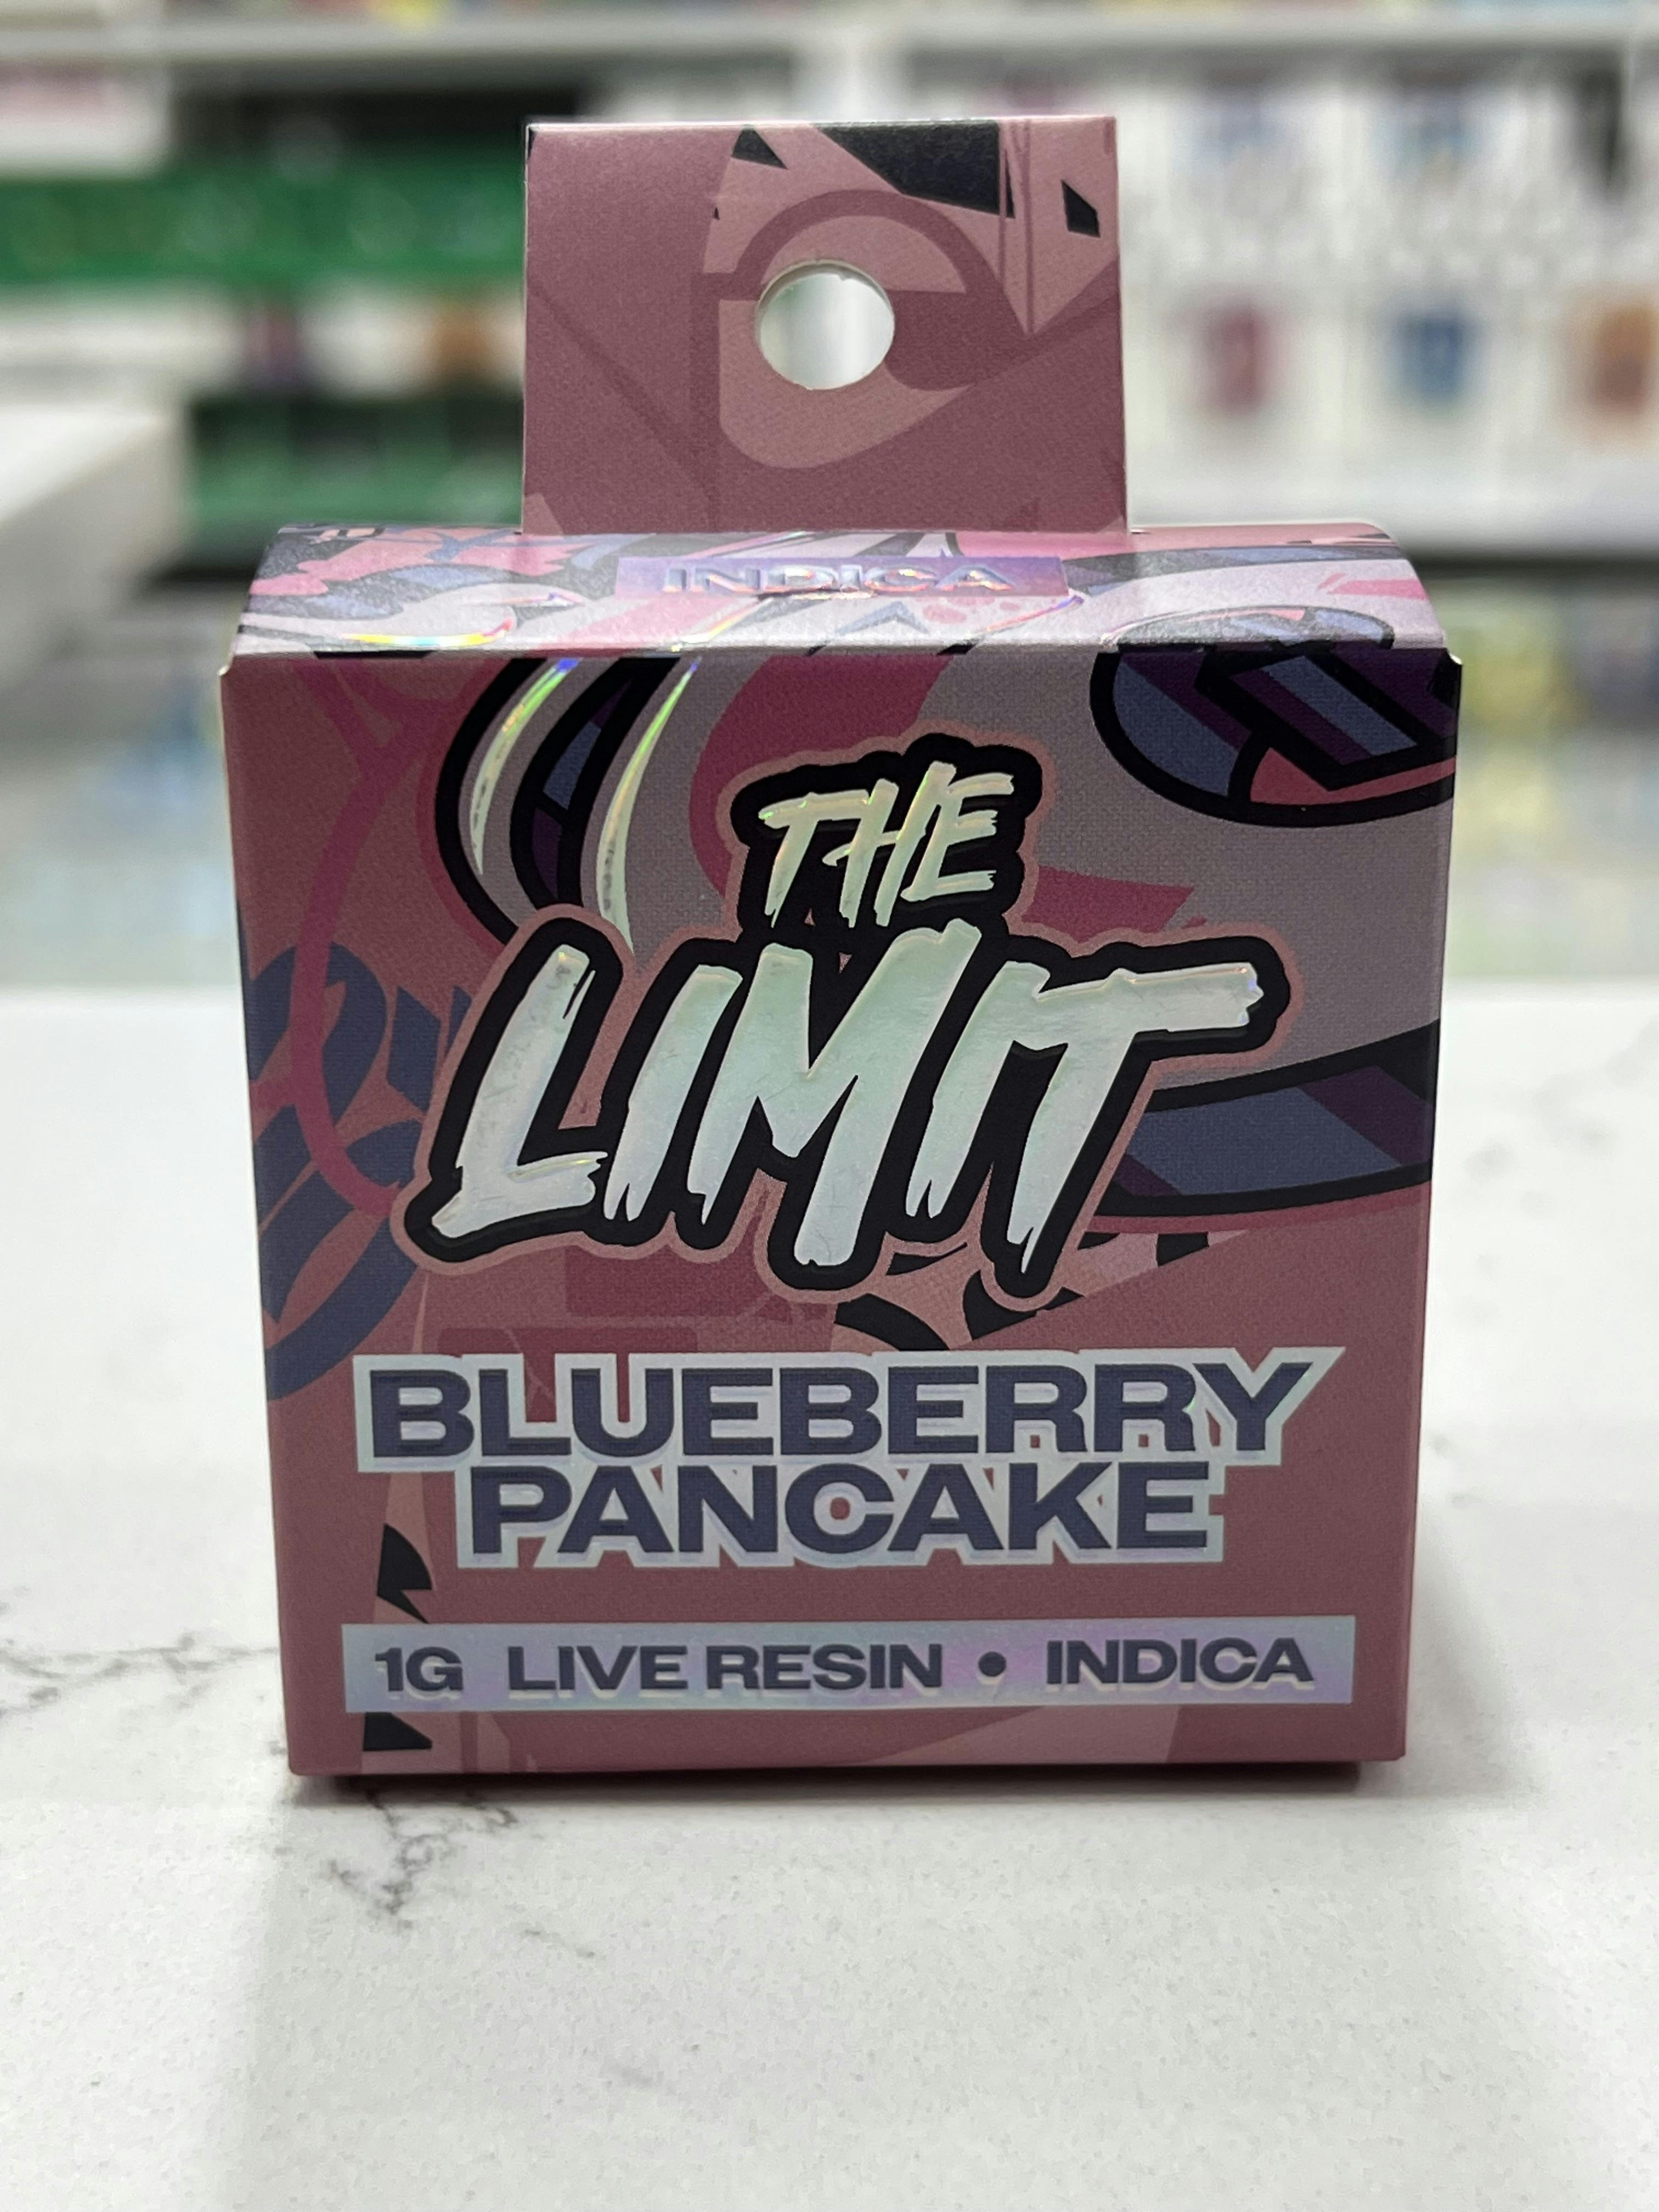 INDICA
THE
LIMIT
BLUEBERRY
PANCAKE
1G LIVE RESIN • INDICA